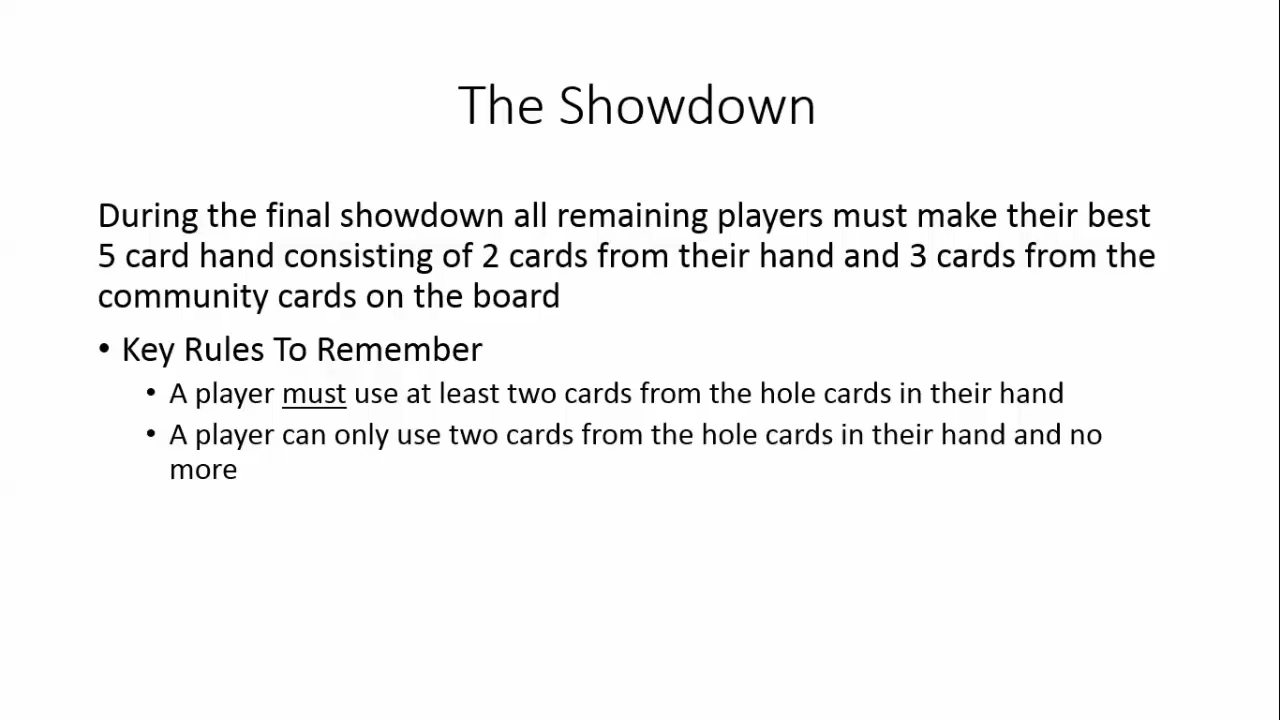 The Showdown
During the final showdown all remaining players must make their best
5 card hand consisting of 2 cards from their hand and 3 cards from the
community cards on the board
• Key Rules To Remember
• A player must use at least two cards from the hole cards in their hand
• A player can only use two cards from the hole cards in their hand and no
more